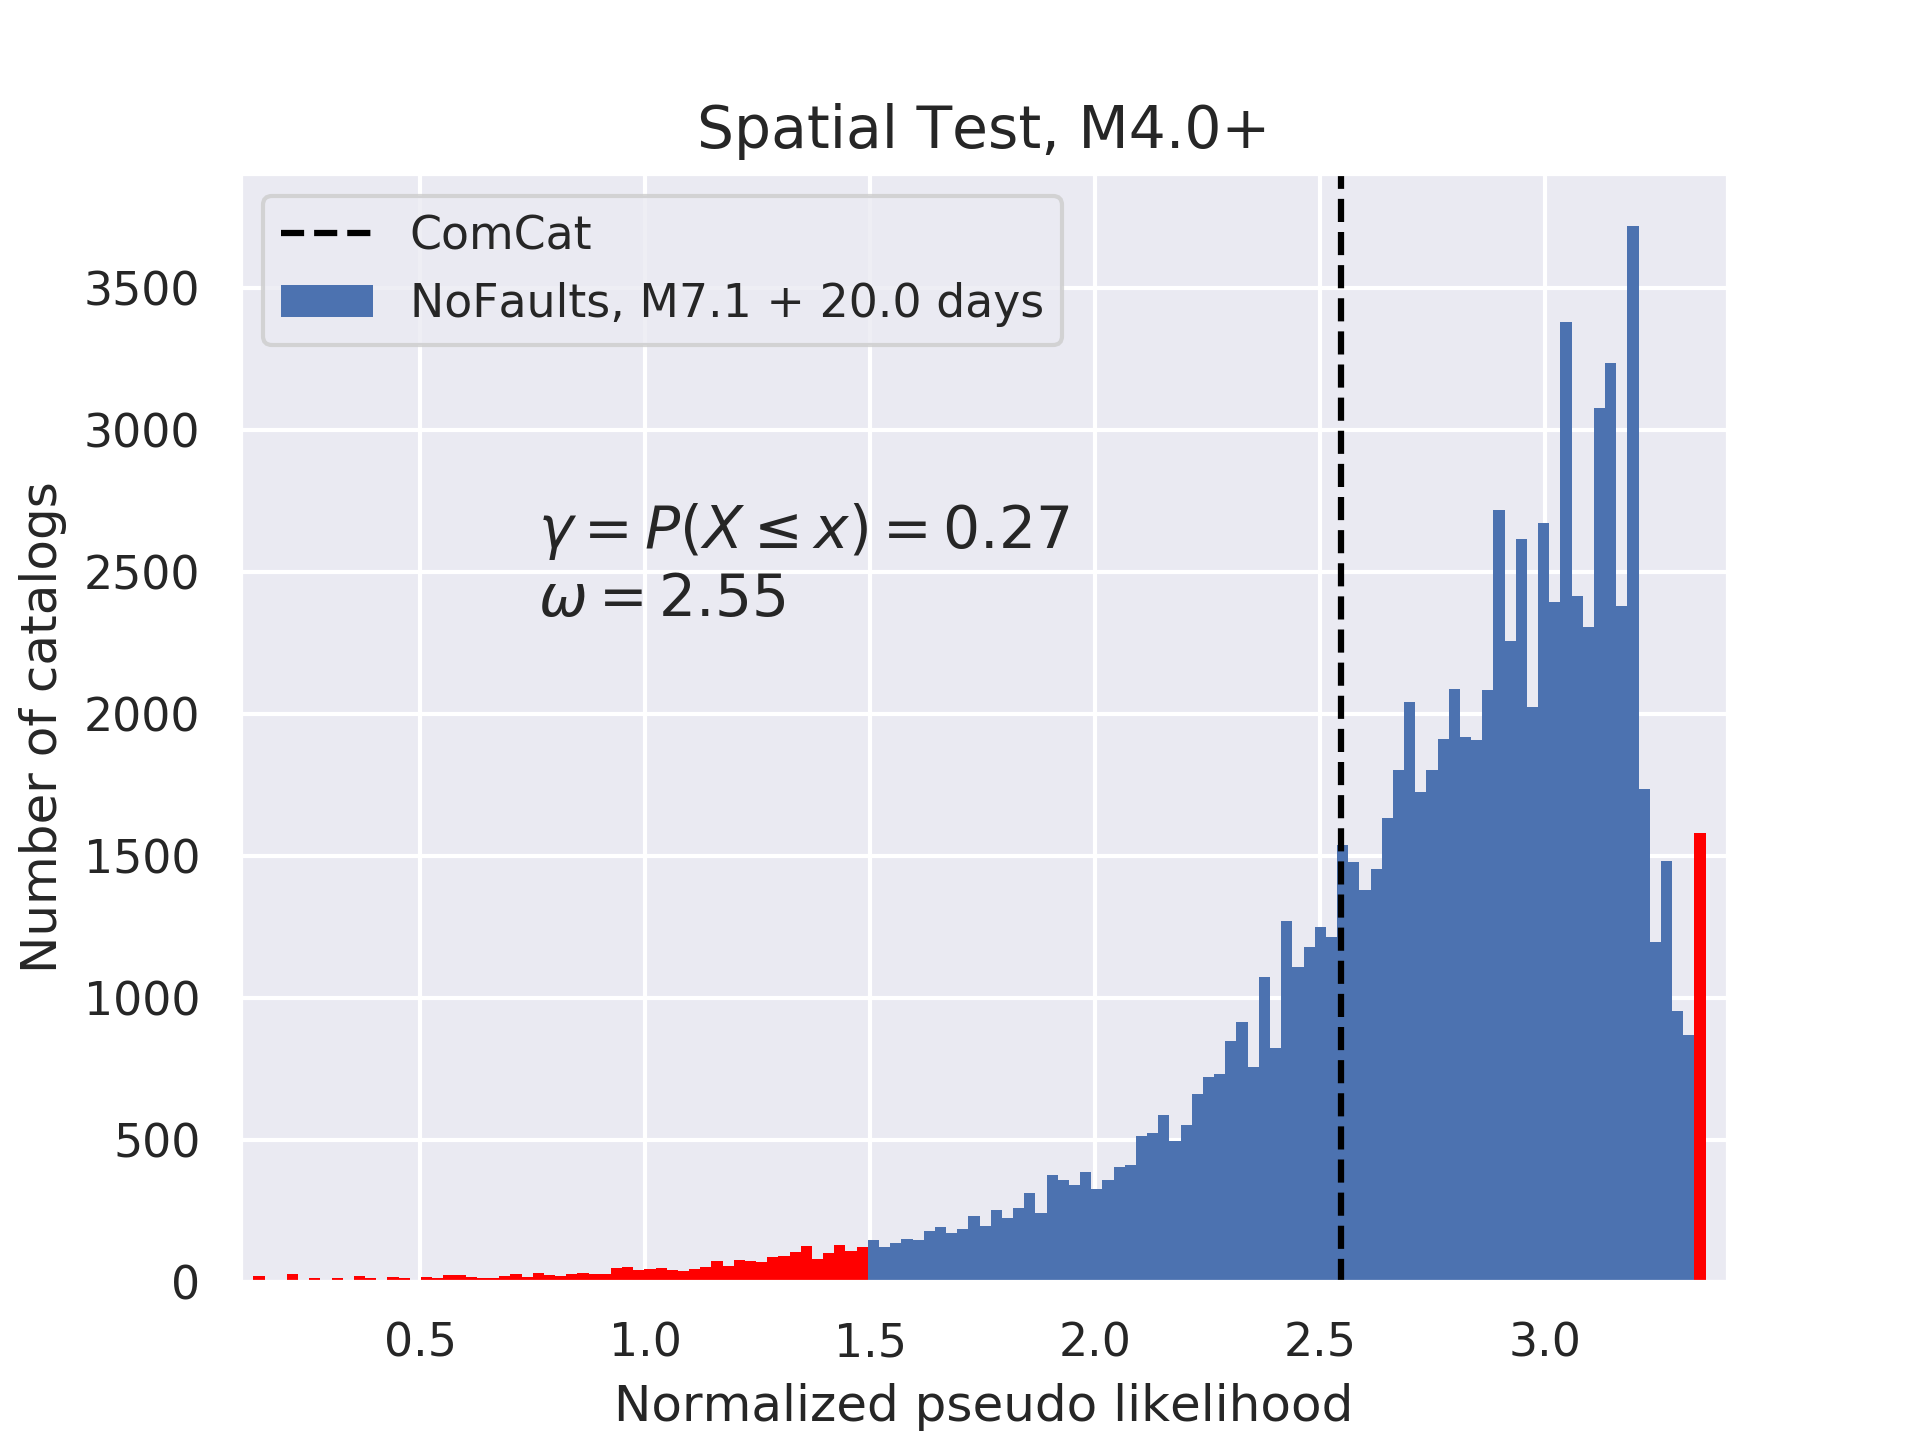 Spatial Test, M4.0+
ComCat
NoFaults, M7.1 + 20.0 days
γ = P(X ≤ x) = 0.27
ω = 2.55
Number of catalogs
3500
3000
2500
2000
1500
1000
500
0
0.5 1.0 1.5 2.0 2.5 3.0
Normalized pseudo likelihood